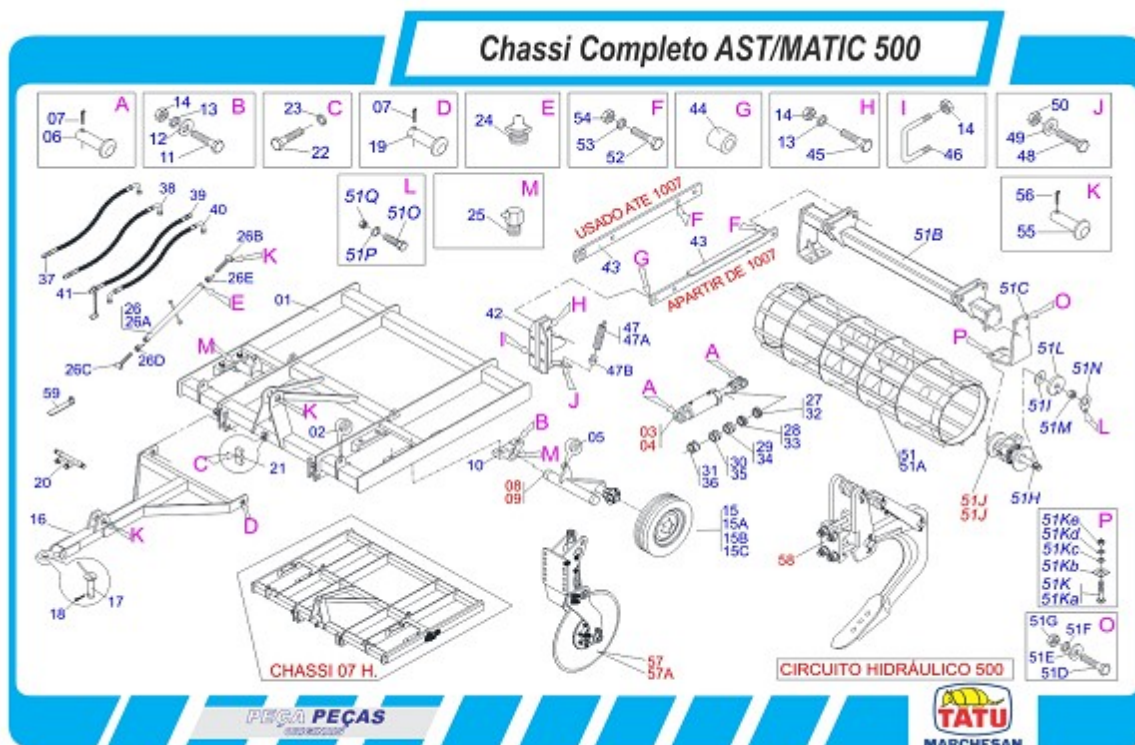 Chassi Completo AST/MATIC 500
A
07
06
B
14
13
12
11
C
23
22
D
07
19
E
24
F
54
53
52
G
44
H
14
13
45
I
14
46
J
50
49
48
L
51Q
51O
51P
M
25
K
56
55
37
38
39
40
41
26B
K
26E
E
26
26A
26D
26C
M
01
USADO ATE 1007
43
F
F
43
G
APARTIR DE 1007
51B
51C
O
P
51L
51N
51I
51M
L
42
H
I
47
47A
47B
J
A
A
03
04
27
32
28
33
29
34
30
35
31
36
51
51A
51J
51J
51H
59
20
C
21
02
K
16
K
D
18
17
B
M
10
05
08
09
15
15A
15B
15C
58
57
57A
CHASSI 07 H.
CIRCUITO HIDRÁULICO 500
P
51Ke
51Kd
51Kc
51Kb
51K
51Ka
O
51G
51F
51E
51D
PEÇA PEÇAS
ORIGINAIS
TATU
MARCHESAN